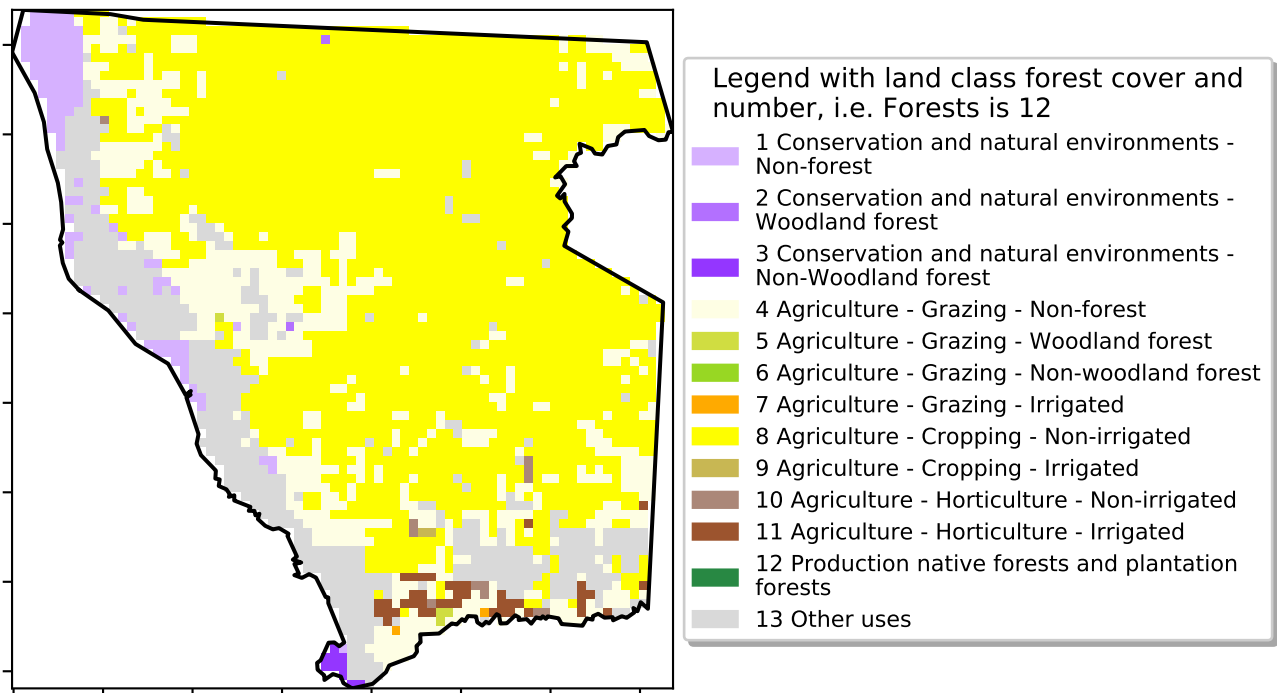 Legend with land class forest cover and
number, i.e. Forests is 12
1 Conservation and natural environments -
Non-forest
2 Conservation and natural environments -
Woodland forest
3 Conservation and natural environments -
Non-Woodland forest
4 Agriculture - Grazing - Non-forest
5 Agriculture - Grazing - Woodland forest
6 Agriculture - Grazing - Non-woodland forest
7 Agriculture - Grazing - Irrigated
8 Agriculture - Cropping - Non-irrigated
9 Agriculture - Cropping - Irrigated
10 Agriculture - Horticulture - Non-irrigated
11 Agriculture - Horticulture - Irrigated
12 Production native forests and plantation
forests
13 Other uses